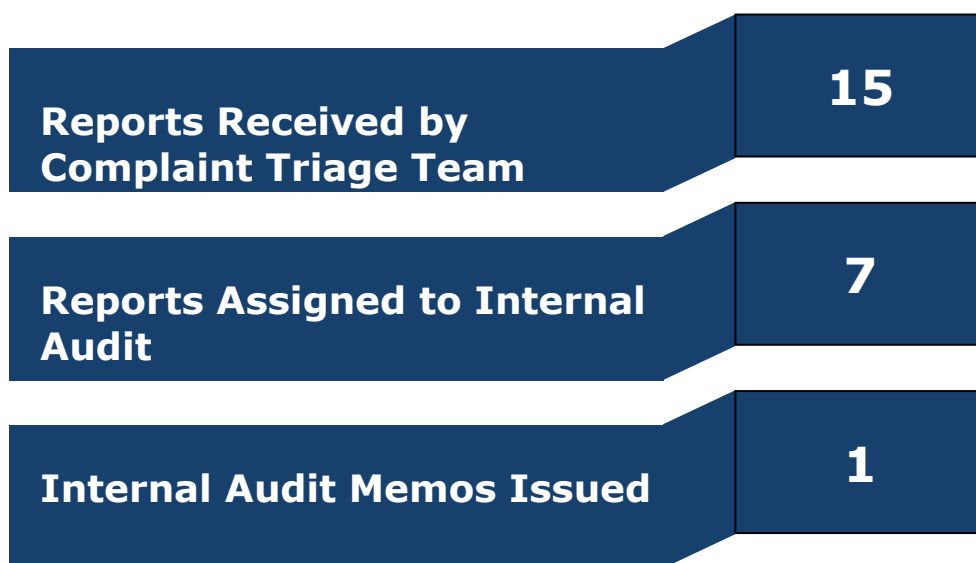 15
Reports Received by
Complaint Triage Team
7
Reports Assigned to Internal
Audit
1
Internal Audit Memos Issued